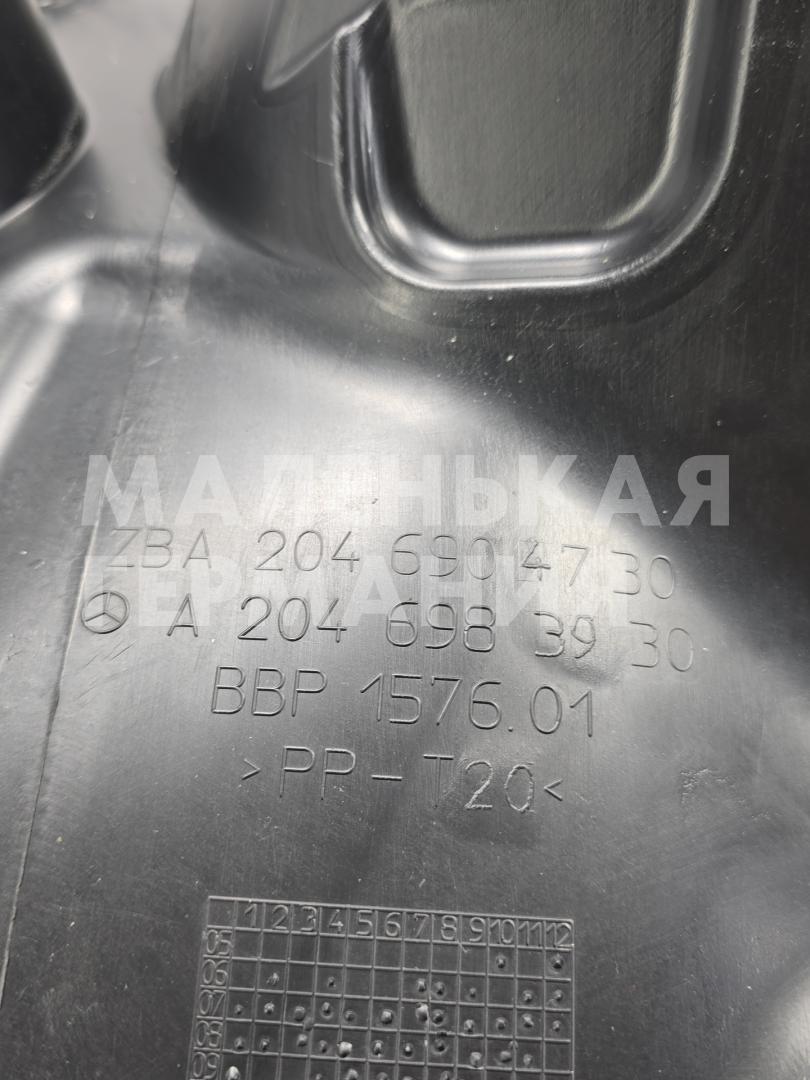 МАЛЕНЬКАЯ
ГЕРМАНИЯ
ZBA 204 690 47 30
A 204 698 39 30
BBP 1576.01
>PP-T20<
1 2 3 4 5 6 7 8 9 10 11 12
05
06
07
08
09